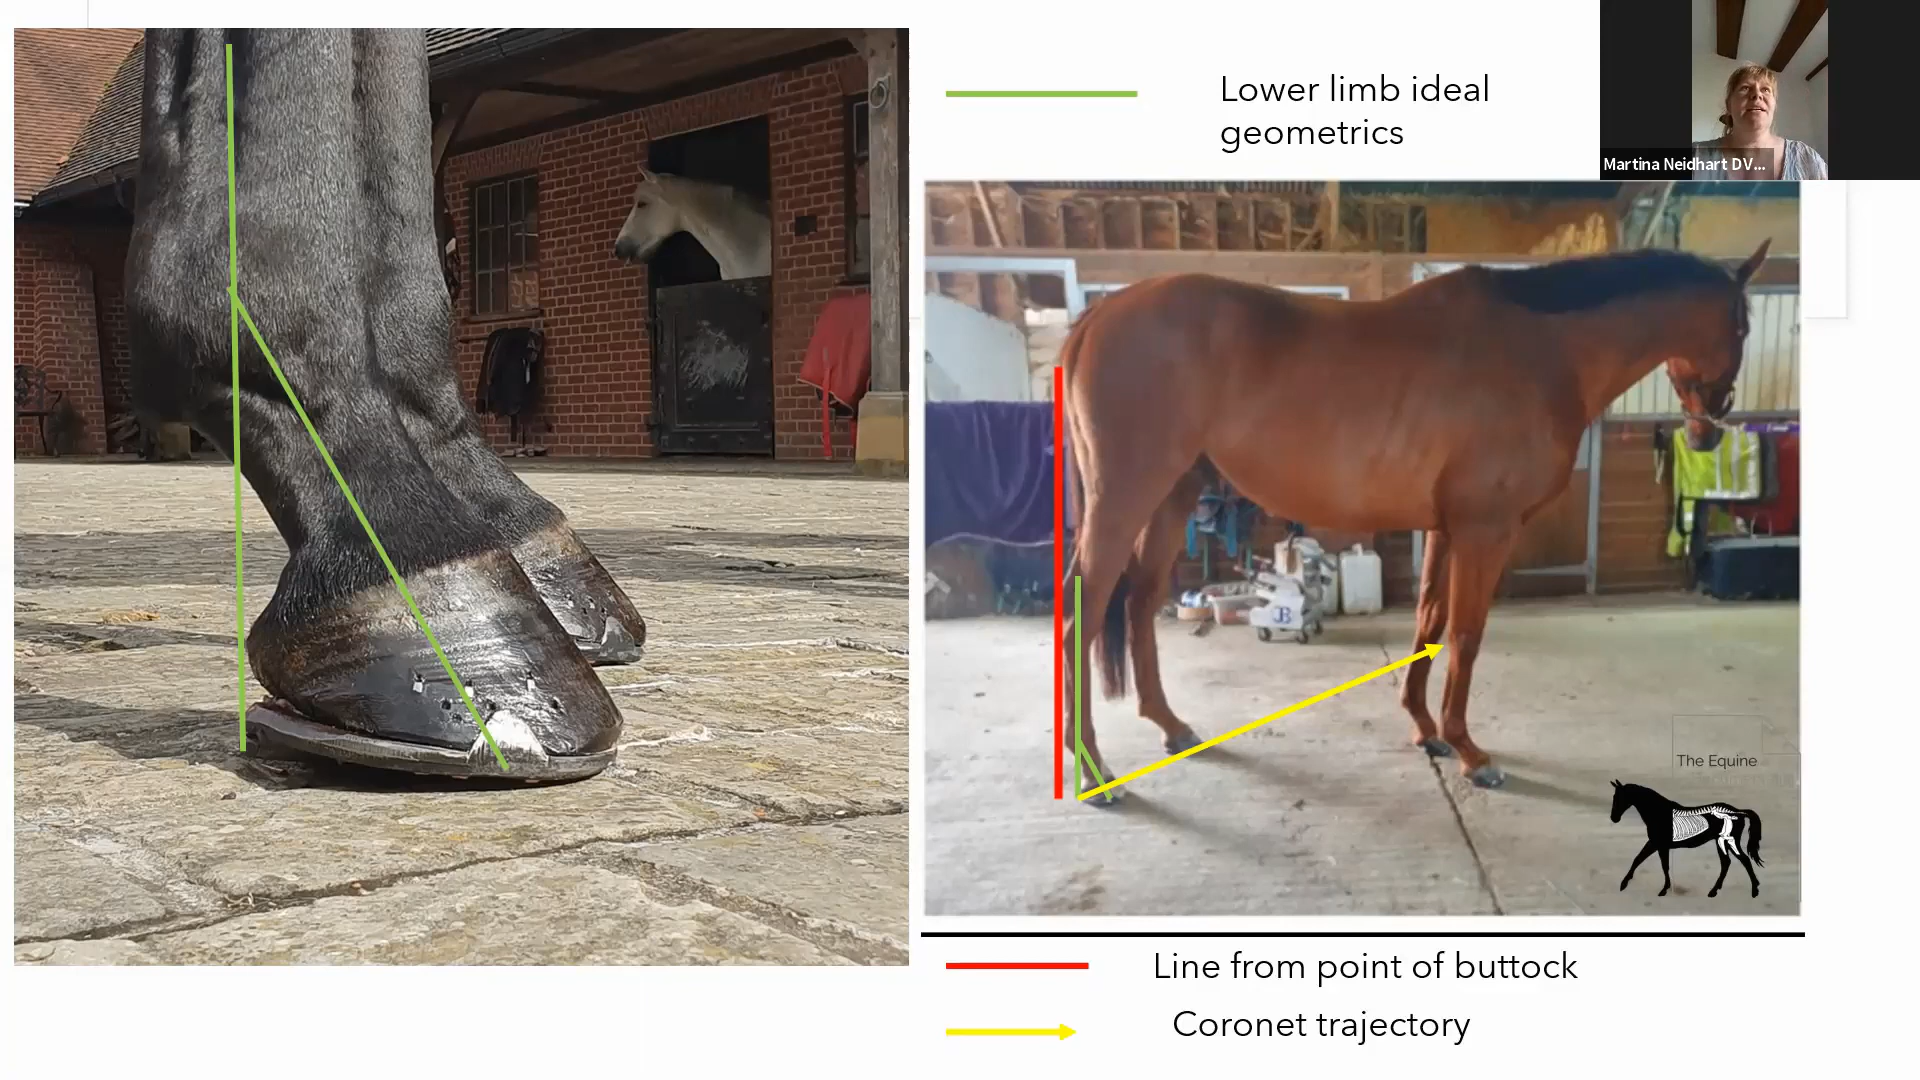 Lower limb ideal
geometrics
Martina Neidhart DV...
The Equine
Line from point of buttock
Coronet trajectory